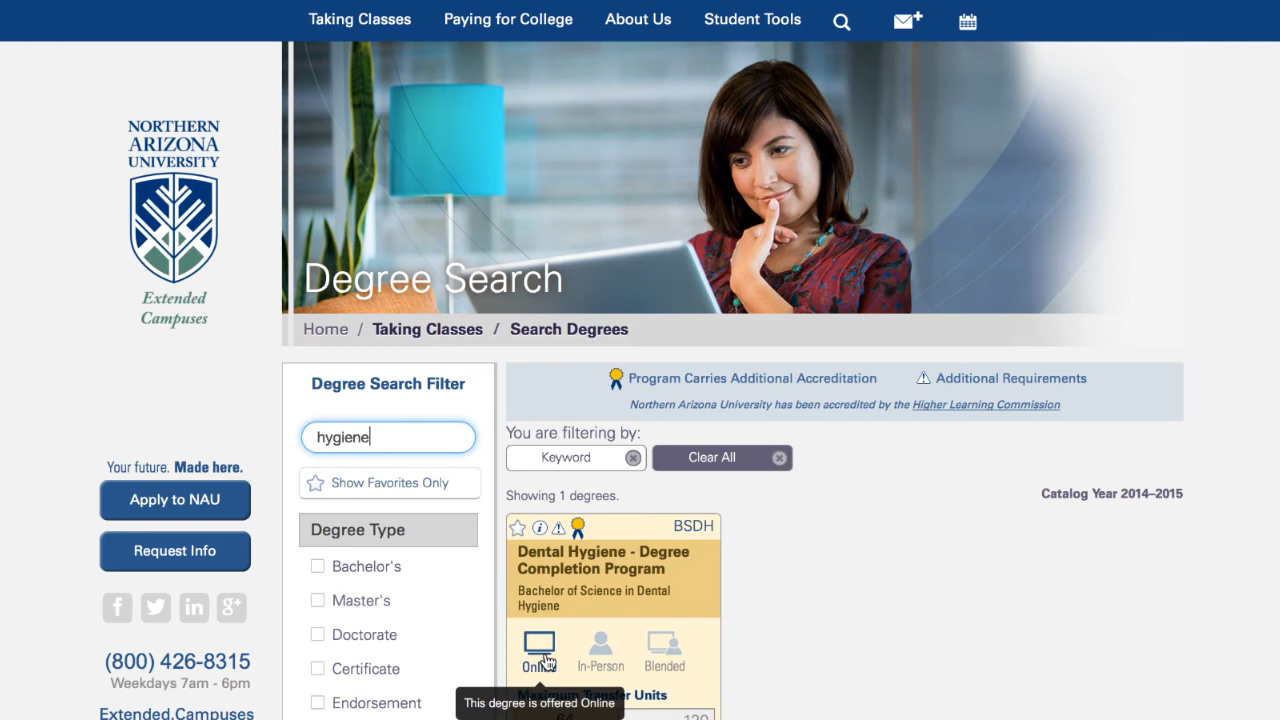 Taking Classes
Paying for College
About Us
Student Tools
NORTHERN
ARIZONA
UNIVERSITY
Extended
Campuses
Degree Search
Home / Taking Classes / Search Degrees
Your future. Made here.
Apply to NAU
Request Info
(800) 426-8315
Weekdays 7am - 6pm
Extended.Campuses
Degree Search Filter
hygiene
Show Favorites Only
Degree Type
Bachelor's
Master's
Doctorate
Certificate
Endorsement
Program Carries Additional Accreditation
Additional Requirements
Northern Arizona University has been accredited by the Higher Learning Commission
You are filtering by:
Keyword
Clear All
Showing 1 degrees.
Catalog Year 2014–2015
BSDH
Dental Hygiene - Degree
Completion Program
Bachelor of Science in Dental
Hygiene
In-Person
Blended
Units
This degree is offered Online